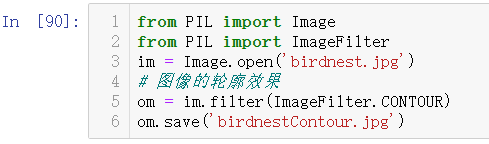 In [90]:
1 from PIL import Image
2 from PIL import ImageFilter
3 im = Image.open('birdnest.jpg')
4 # 图像的轮廓效果
5 om = im.filter(ImageFilter.CONTOUR)
6 om.save('birdnestContour.jpg')